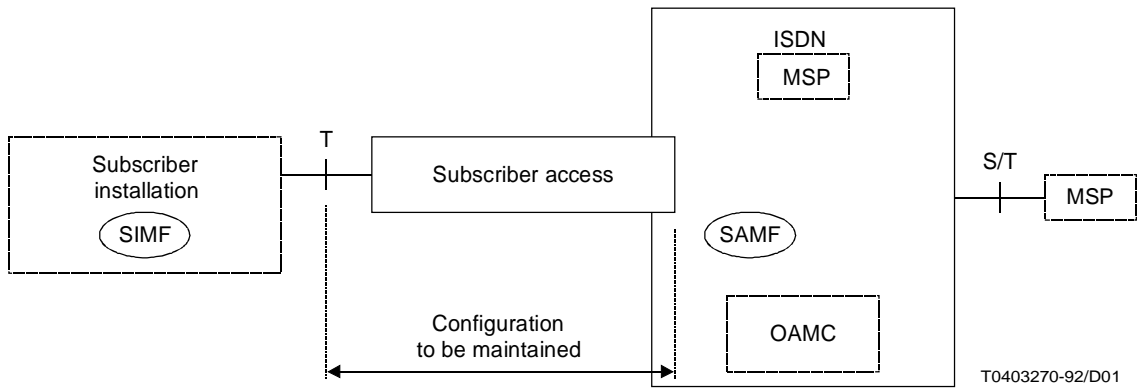 ISDN
MSP
T
Subscriber
installation
SIMF
Subscriber access
S/T
MSP
SAMF
Configuration
to be maintained
OAMC
T0403270-92/D01